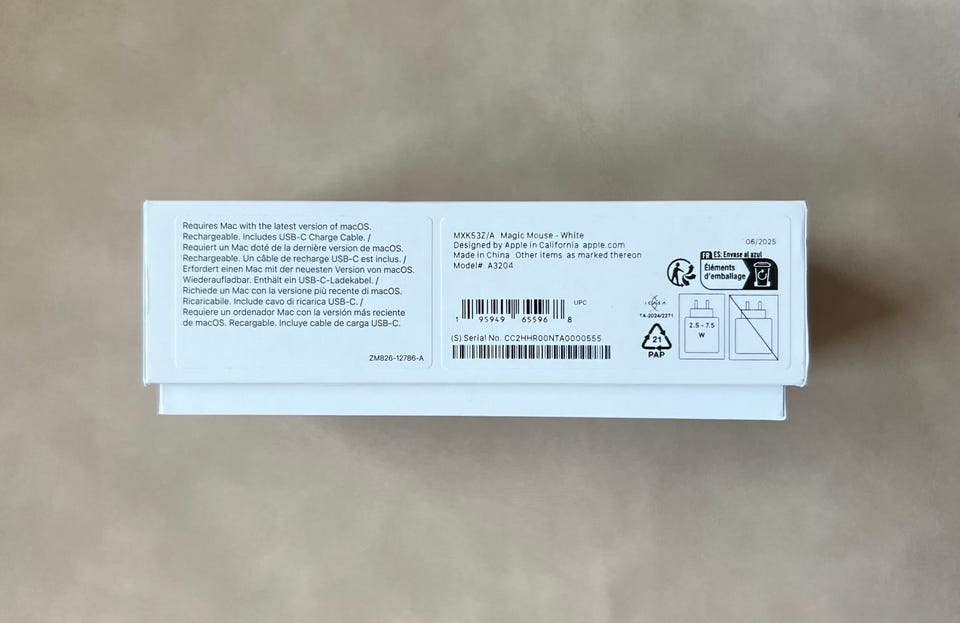 Requires Mac with the latest version of macOS.
Rechargeable. Includes USB-C Charge Cable. /
Requiert un Mac doté de la dernière version de macOS.
Rechargeable. Un câble de recharge USB-C est inclus. /
Erfordert einen Mac mit der neuesten Version von macOS.
Wiederaufladbar. Enthält ein USB-C-Ladekabel. /
Richiede un Mac con la versione più recente di macOS.
Ricaricabile. Include cavo di ricarica USB-C. /
Requiere un ordenador Mac con la versión más reciente
de macOS. Recargable. Incluye cable de carga USB-C.
ZM826-12786-A
MXK53Z/A Magic Mouse - White
Designed by Apple in California apple.com
Made in China Other items as marked thereon
Model#: A3204
UPC
1 95949 65596 8
(S) Serial No. CC2HHR00NTA0000555
06/2025
FR ES: Envase al azul
Éléments
d'emballage
TA-2024/2271
21
PAP
2.5 - 7.5
W